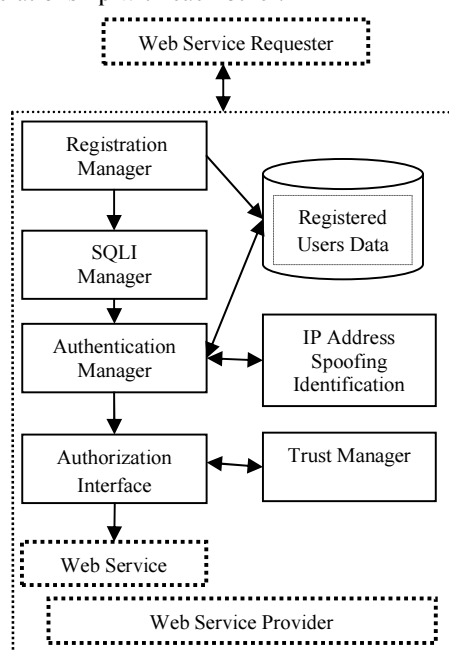 Web Service Requester
Registration
Manager
Registered
Users Data
SQLI
Manager
Authentication
Manager
IP Address
Spoofing
Identification
Authorization
Interface
Trust Manager
Web Service
Web Service Provider